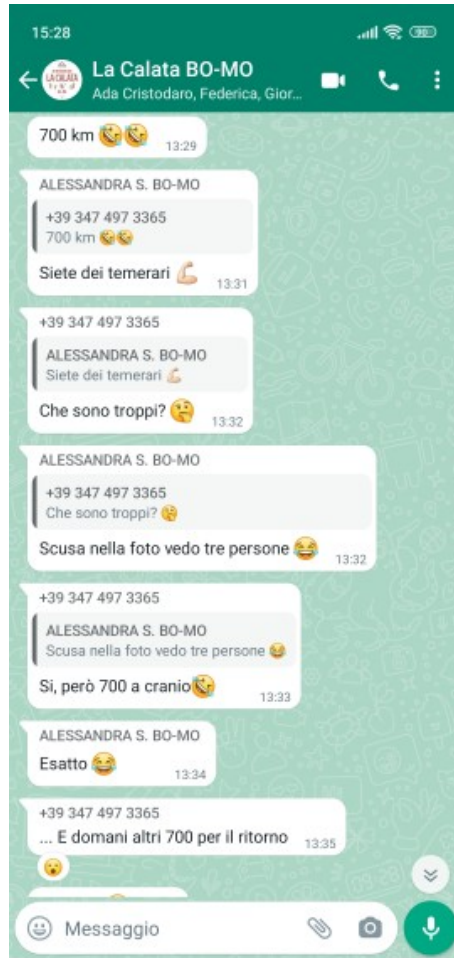 15:28
La Calata BO-MO
Ada Cristodaro, Federica, Gior...
700 km 🤣🤣 13:29
ALESSANDRA S. BO-MO
+39 347 497 3365
700 km 🤣🤣
Siete dei temerari 💪🏻 13:31
+39 347 497 3365
ALESSANDRA S. BO-MO
Siete dei temerari 💪🏻
Che sono troppi? 🤔 13:32
ALESSANDRA S. BO-MO
+39 347 497 3365
Che sono troppi? 🤔
Scusa nella foto vedo tre persone 😂 13:32
+39 347 497 3365
ALESSANDRA S. BO-MO
Scusa nella foto vedo tre persone 😂
Si, però 700 a cranio🤣 13:33
ALESSANDRA S. BO-MO
Esatto 😂 13:34
+39 347 497 3365
... E domani altri 700 per il ritorno 13:35
😮
Messaggio